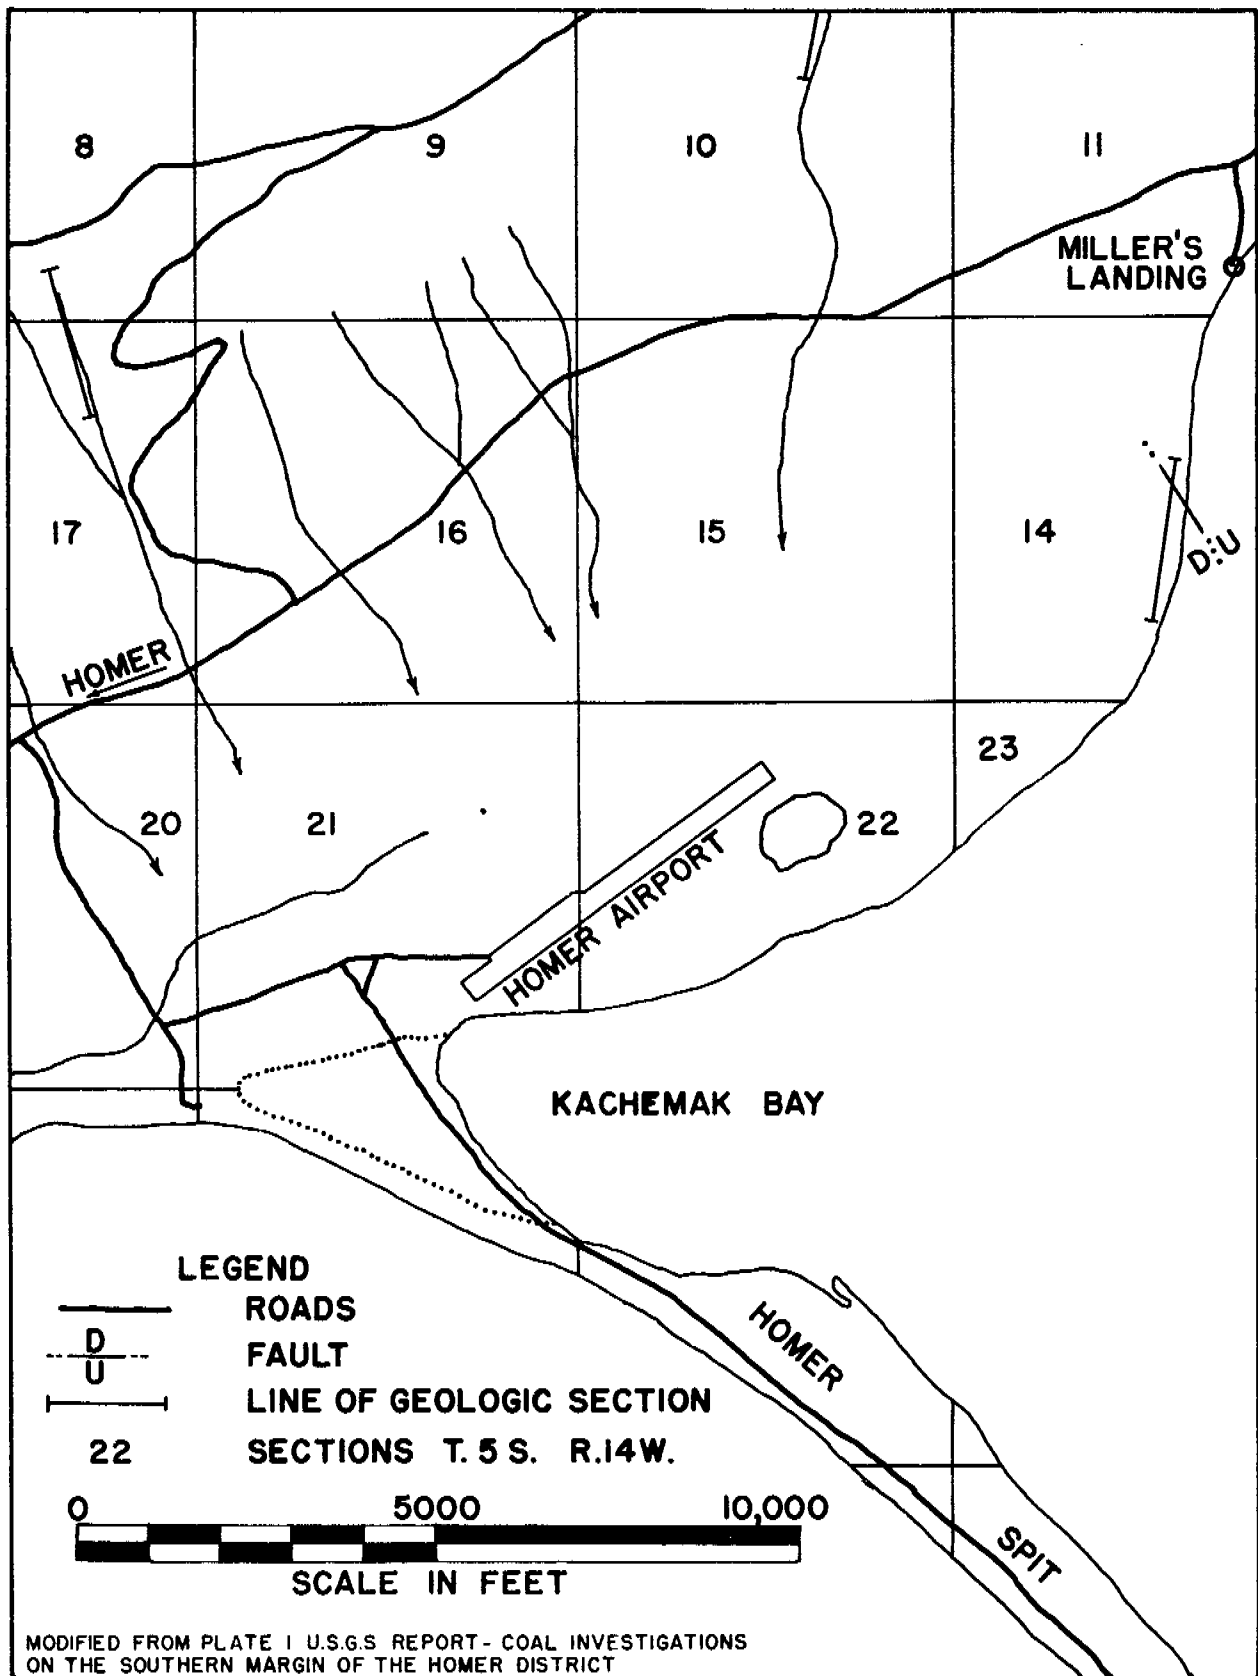 8
9
10
11
MILLER'S
LANDING
17
16
15
14
D
U
HOMER
23
20
21
22
HOMER AIRPORT
KACHEMAK BAY
LEGEND
ROADS
D
U
FAULT
LINE OF GEOLOGIC SECTION
22 SECTIONS T. 5 S. R.14W.
HOMER
SPIT
0 5000 10,000
SCALE IN FEET
MODIFIED FROM PLATE I U.S.G.S REPORT - COAL INVESTIGATIONS
ON THE SOUTHERN MARGIN OF THE HOMER DISTRICT